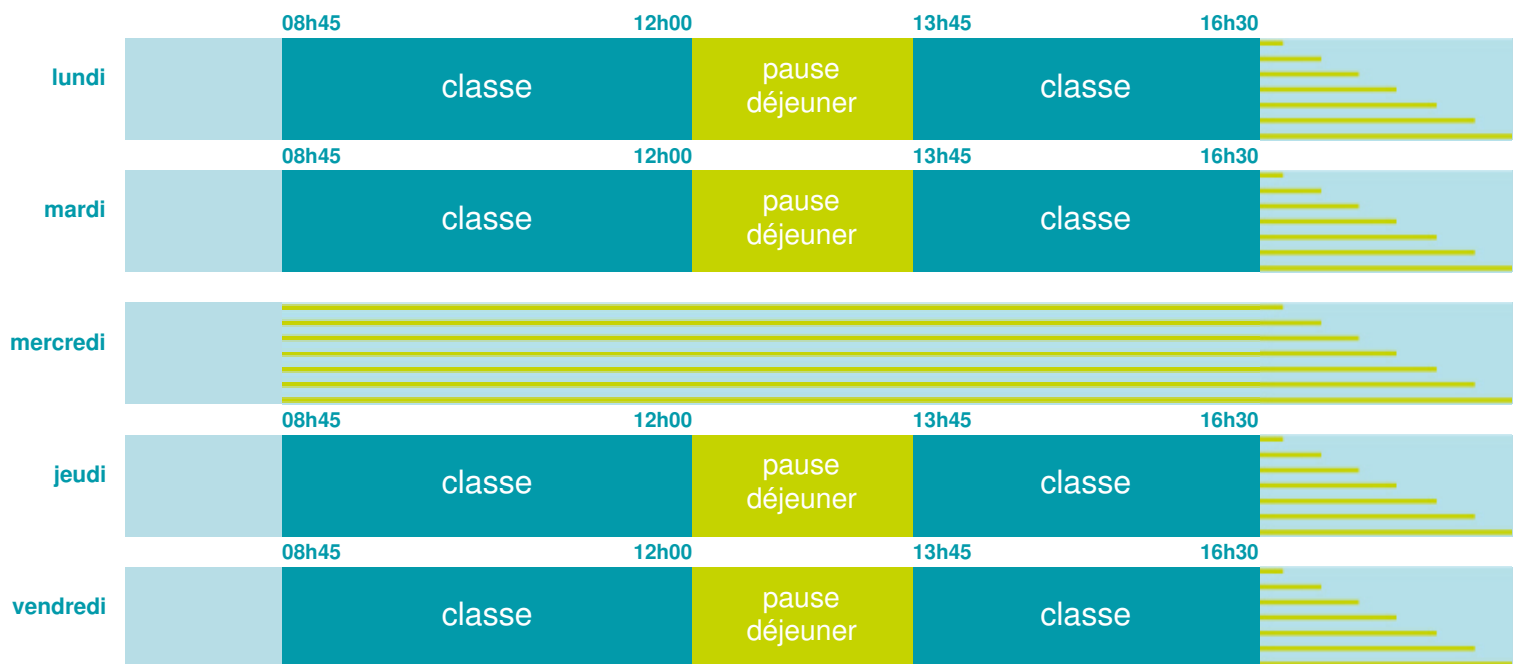 08h45 12h00 13h45 16h30
lundi classe pause déjeuner classe
08h45 12h00 13h45 16h30
mardi classe pause déjeuner classe
mercredi
08h45 12h00 13h45 16h30
jeudi classe pause déjeuner classe
08h45 12h00 13h45 16h30
vendredi classe pause déjeuner classe